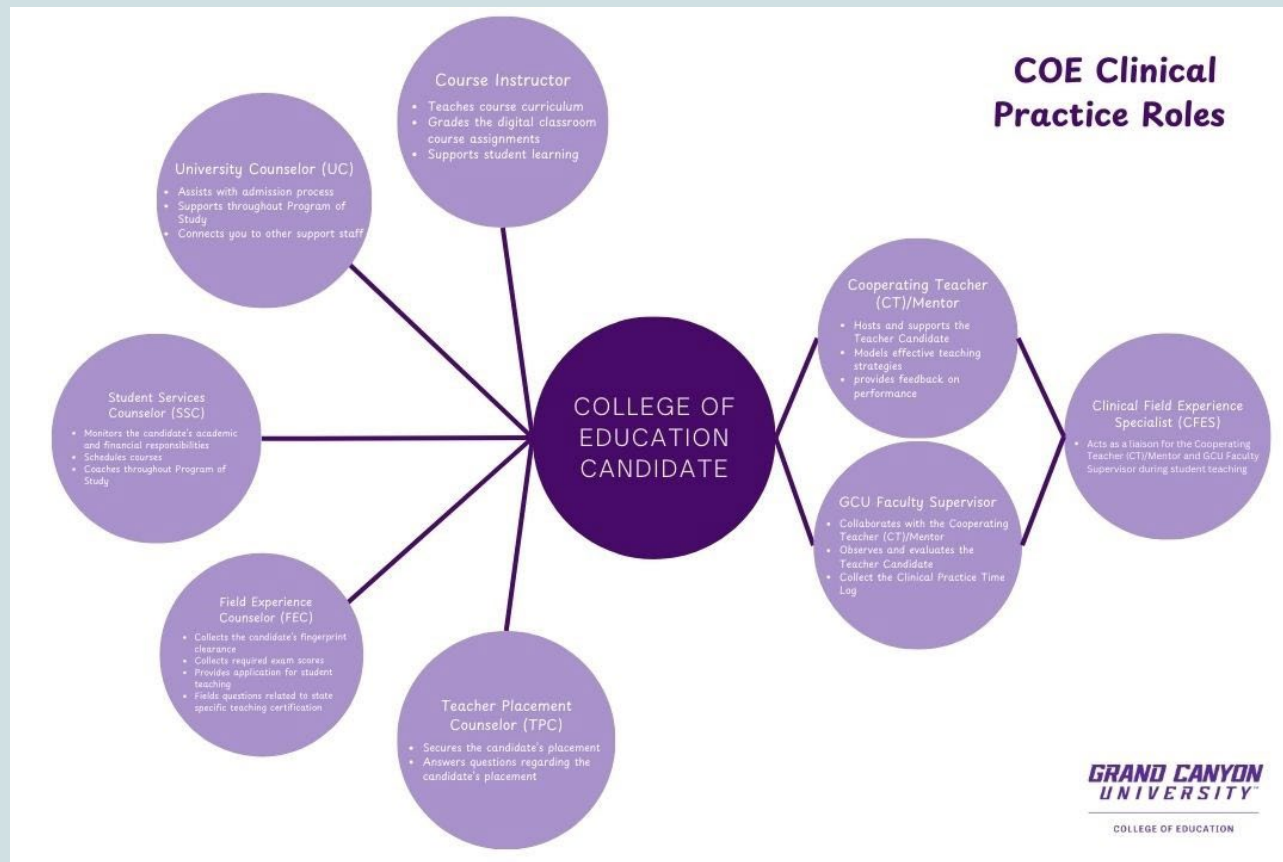 COE Clinical
Practice Roles
Course Instructor
• Teaches course curriculum
• Grades the digital classroom
course assignments
• Supports student learning
University Counselor (UC)
• Assists with admission process
• Supports throughout Program of
Study
• Connects you to other support staff
Student Services
Counselor (SSC)
• Monitors the candidate's academic
and financial responsibilities
• Schedules courses
• Coaches throughout Program of
Study
Field Experience
Counselor (FEC)
• Collects the candidate's fingerprint
clearance
• Collects required exam scores
• Provides application for student
teaching
• Fields questions related to state
specific teaching certification
Teacher Placement
Counselor (TPC)
• Secures the candidate's placement
• Answers questions regarding the
candidate's placement
COLLEGE OF
EDUCATION
CANDIDATE
Cooperating Teacher
(CT)/Mentor
• Hosts and supports the
Teacher Candidate
• Models effective teaching
strategies
• provides feedback on
performance
GCU Faculty Supervisor
• Collaborates with the Cooperating
Teacher (CT)/Mentor
• Observes and evaluates the
Teacher Candidate
• Collect the Clinical Practice Time
Log
Clinical Field Experience
Specialist (CFES)
• Acts as a liaison for the Cooperating
Teacher (CT)/Mentor and GCU Faculty
Supervisor during student teaching
GRAND CANYON
UNIVERSITY™
COLLEGE OF EDUCATION